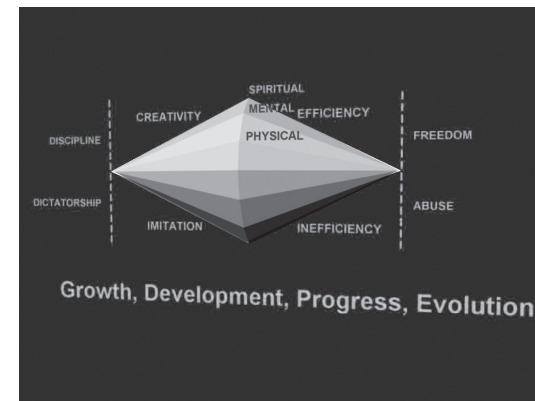 SPIRITUAL
CREATIVITY MENTAL EFFICIENCY
DISCIPLINE PHYSICAL FREEDOM
DICTATORSHIP ABUSE
IMITATION INEFFICIENCY
Growth, Development, Progress, Evolution